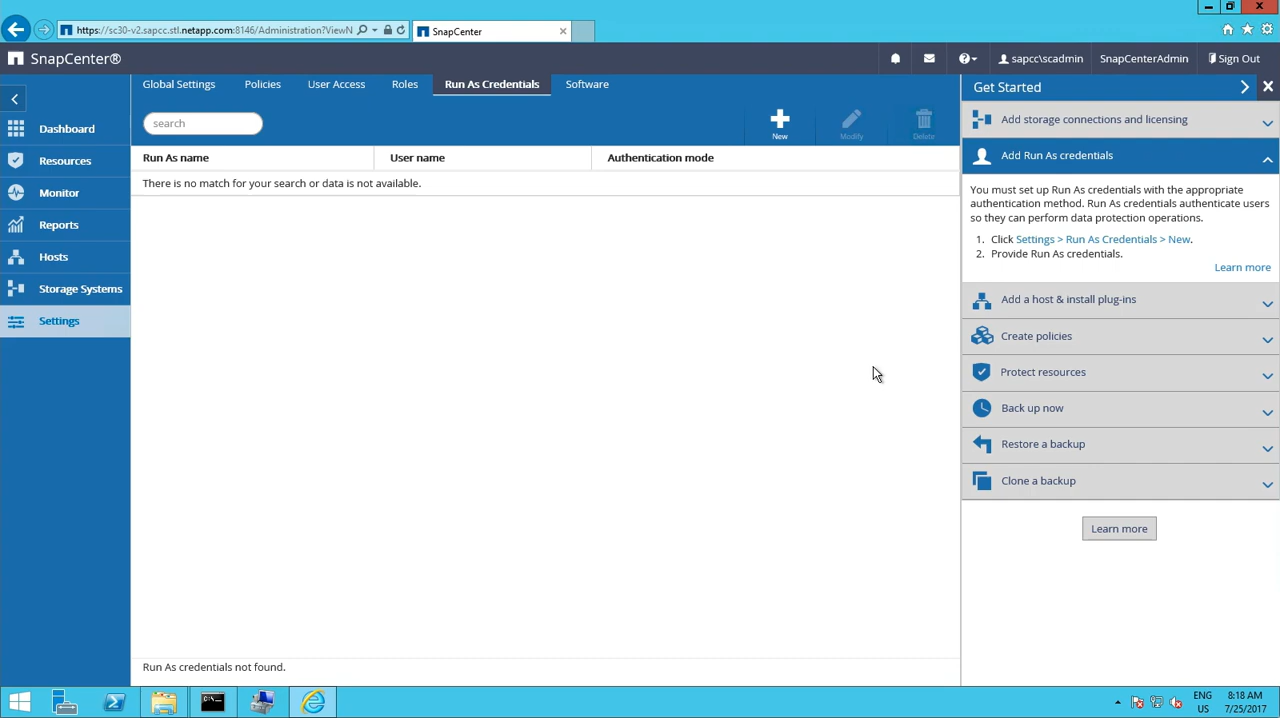 https://sc30-v2.sapcc.stl.netapp.com:8146/Administration?ViewN
SnapCenter
SnapCenter®
sapcc\scadmin
SnapCenterAdmin
Sign Out
Global Settings
Policies
User Access
Roles
Run As Credentials
Software
Get Started
Dashboard
Resources
Monitor
Reports
Hosts
Storage Systems
Settings
search
New
Modify
Delete
Run As name
User name
Authentication mode
There is no match for your search or data is not available.
Run As credentials not found.
Add storage connections and licensing
Add Run As credentials
You must set up Run As credentials with the appropriate
authentication method. Run As credentials authenticate users
so they can perform data protection operations.
1. Click Settings > Run As Credentials > New.
2. Provide Run As credentials.
Learn more
Add a host & install plug-ins
Create policies
Protect resources
Back up now
Restore a backup
Clone a backup
Learn more
ENG
US
8:18 AM
7/25/2017